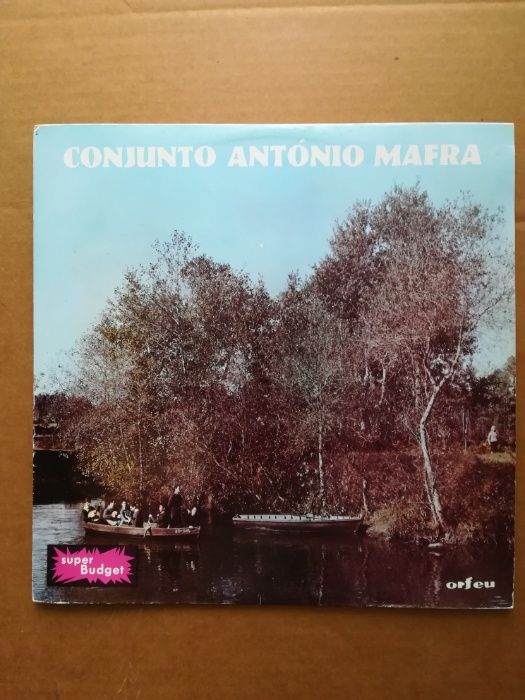 CONJUNTO ANTÓNIO MAFRA
super
Budget
orfeu